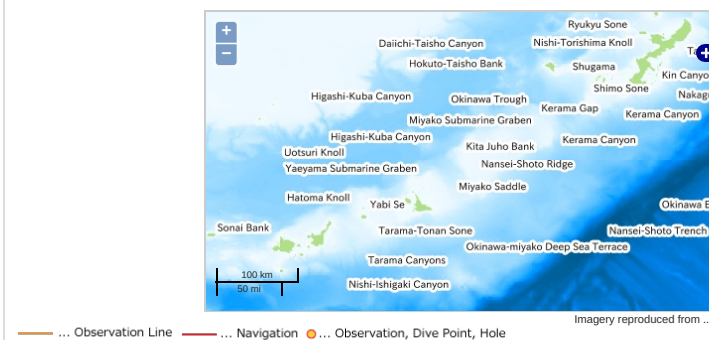 +
−
Ryukyu Sone
Daiichi-Taisho Canyon
Nishi-Torishima Knoll
Hokuto-Taisho Bank
Shugama
Kin Canyo
Shimo Sone
Higashi-Kuba Canyon
Okinawa Trough
Kerama Gap
Kerama Canyon
Miyako Submarine Graben
Higashi-Kuba Canyon
Kerama Canyon
Uotsuri Knoll
Kita Juho Bank
Yaeyama Submarine Graben
Nansei-Shoto Ridge
Miyako Saddle
Hatoma Knoll
Yabi Se
Okinawa
Sonai Bank
Tarama-Tonan Sone
Nansei-Shoto Trench
Okinawa-miyako Deep Sea Terrace
Tarama Canyons
100 km
50 mi
Nishi-Ishigaki Canyon
Imagery reproduced from ..
... Observation Line
... Navigation
... Observation, Dive Point, Hole